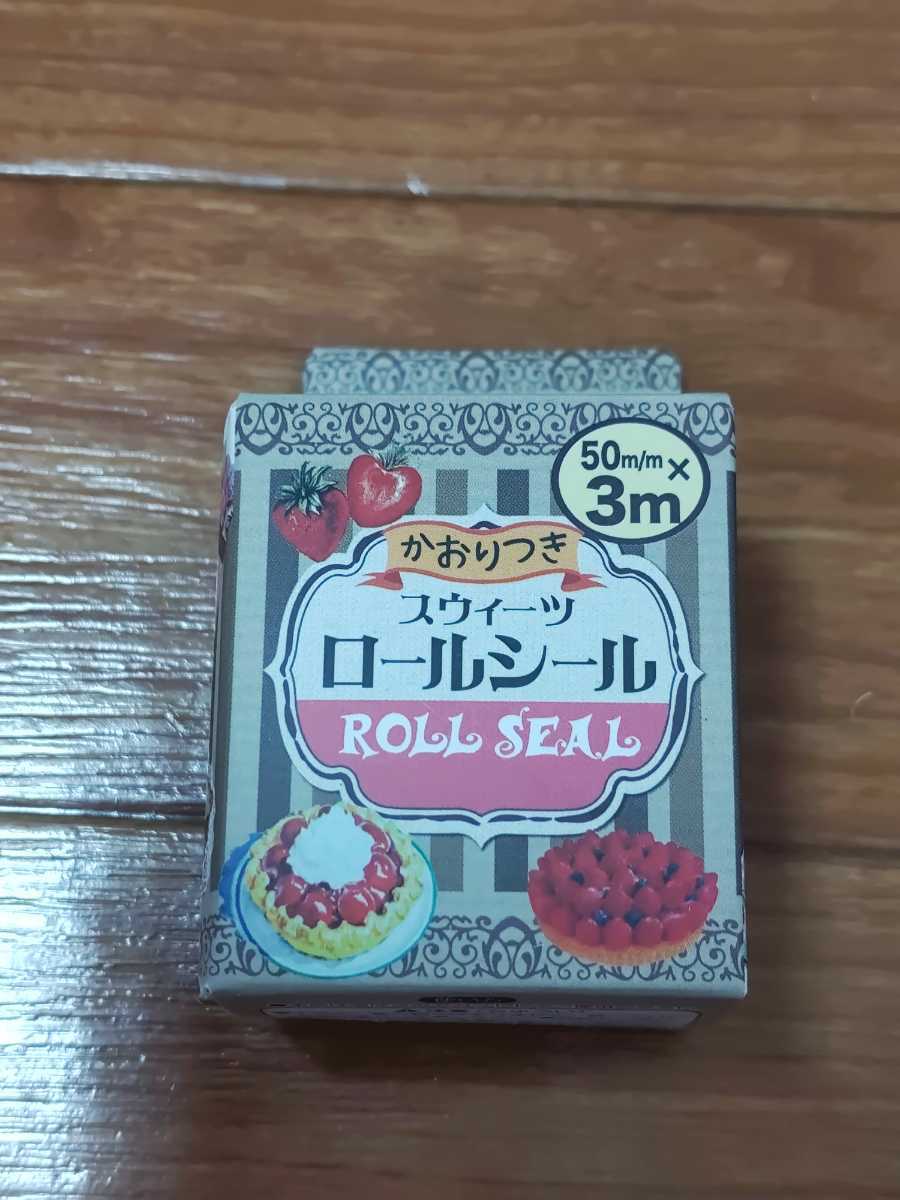 50m/m×
3m
かおりつき
スウィーツ
ロールシール
ROLL SEAL